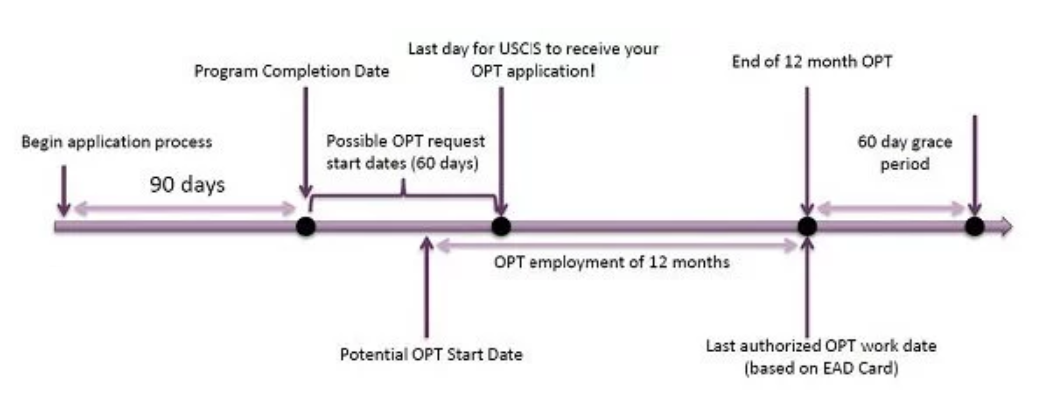 Last day for USCIS to receive your
OPT application!
Program Completion Date
End of 12 month OPT
Begin application process
Possible OPT request
start dates (60 days)
60 day grace
period
90 days
OPT employment of 12 months
Potential OPT Start Date
Last authorized OPT work date
(based on EAD Card)